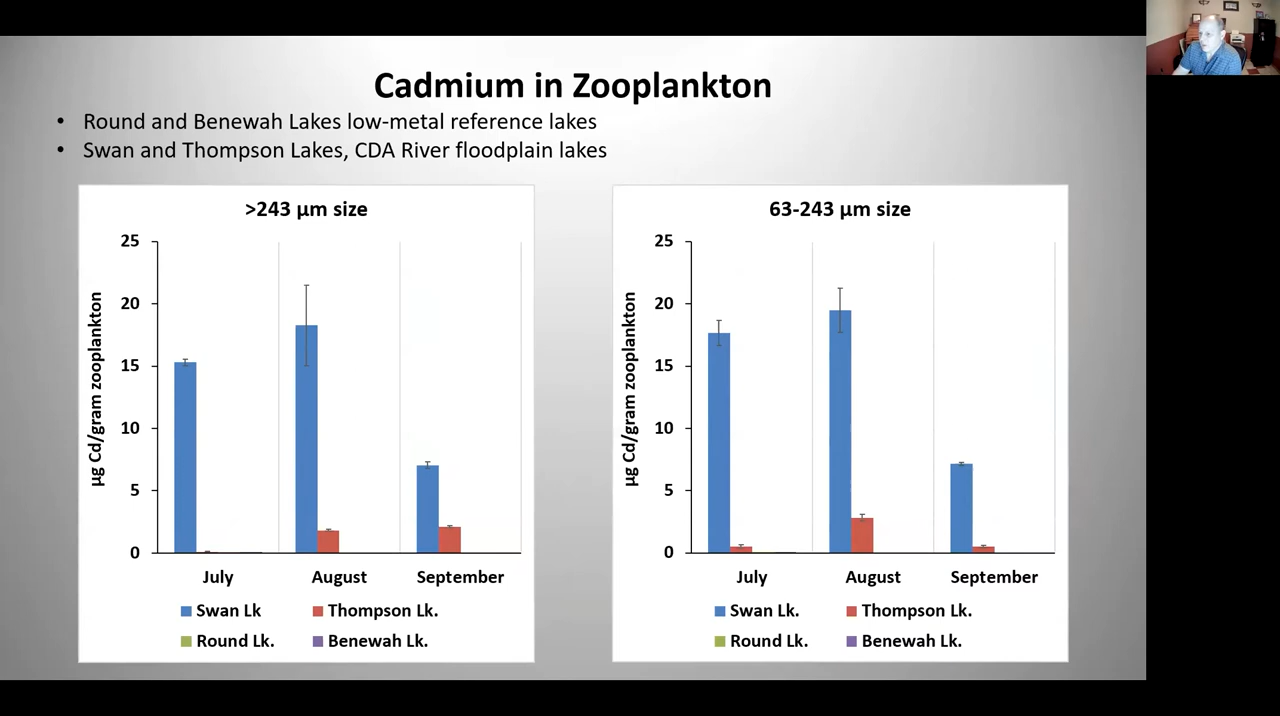 Cadmium in Zooplankton
• Round and Benewah Lakes low-metal reference lakes
• Swan and Thompson Lakes, CDA River floodplain lakes
>243 µm size
25
20
15
10
5
0
µg Cd/gram zooplankton
July August September
Swan Lk Thompson Lk.
Round Lk. Benewah Lk.
63-243 µm size
25
20
15
10
5
0
µg Cd/gram zooplankton
July August September
Swan Lk. Thompson Lk.
Round Lk. Benewah Lk.